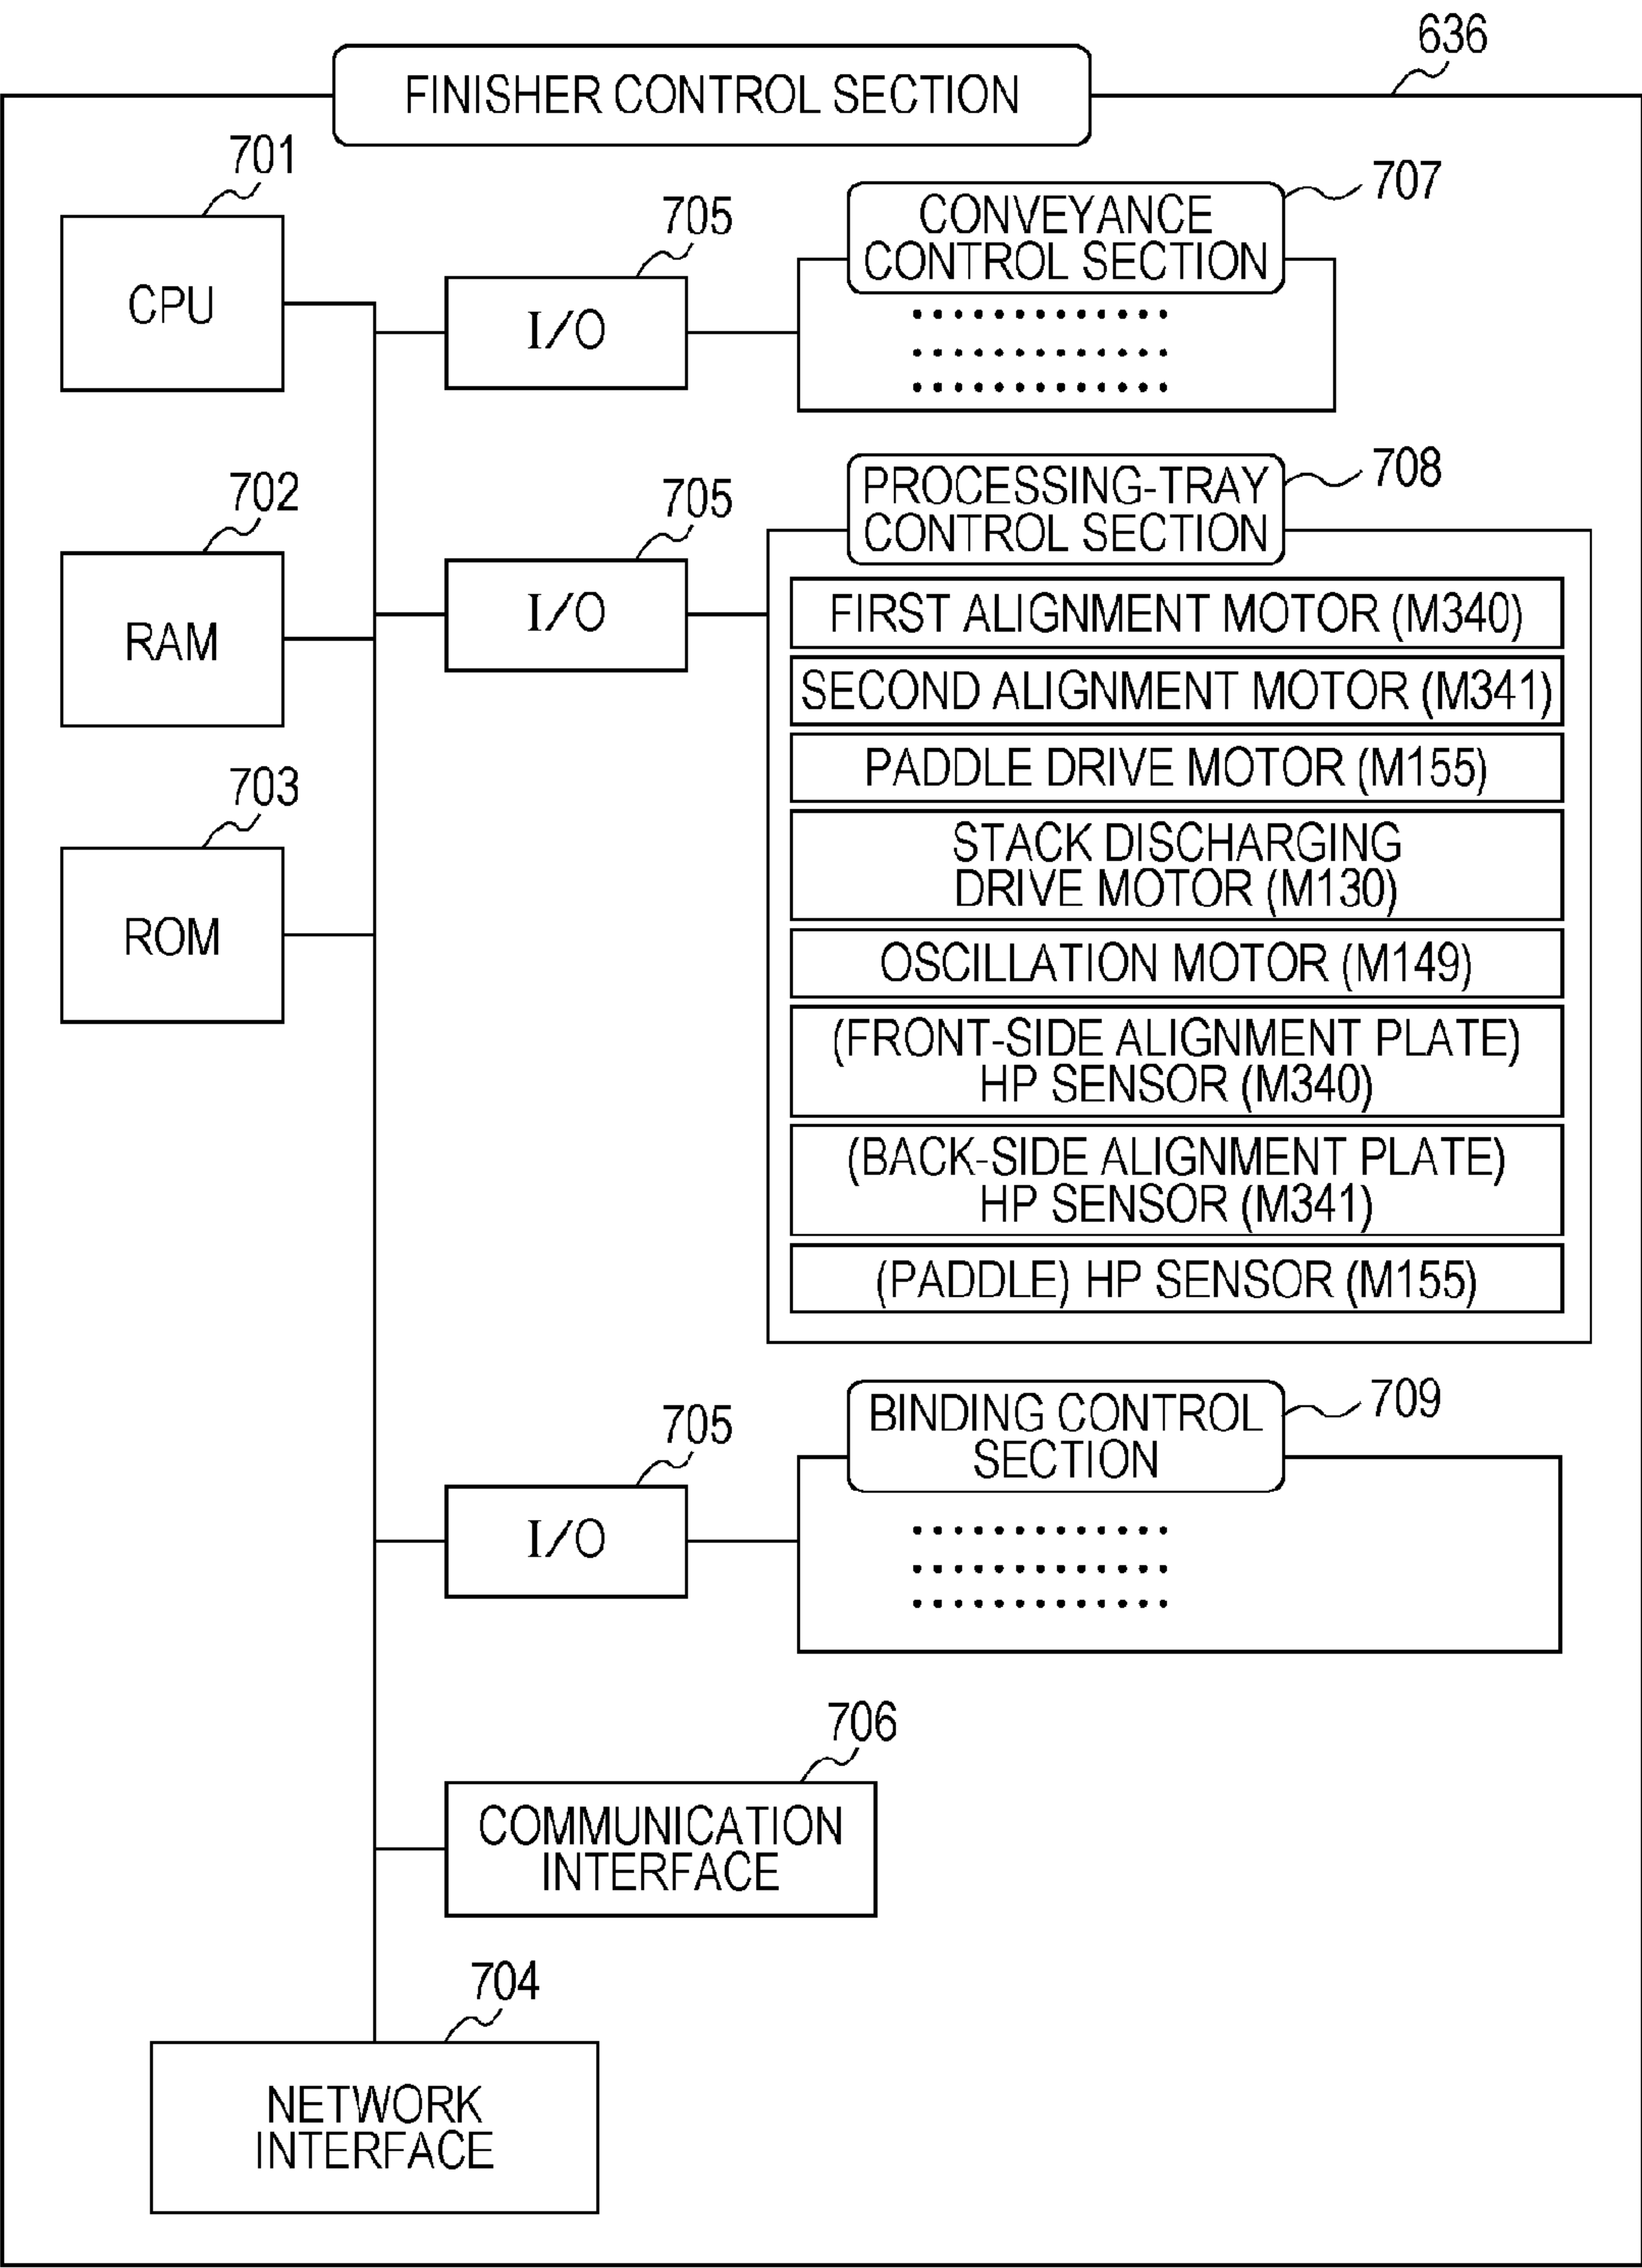 636
FINISHER CONTROL SECTION
701
CPU
705
I/O
707
CONVEYANCE
CONTROL SECTION
702
RAM
705
I/O
708
PROCESSING-TRAY
CONTROL SECTION
FIRST ALIGNMENT MOTOR (M340)
SECOND ALIGNMENT MOTOR (M341)
PADDLE DRIVE MOTOR (M155)
STACK DISCHARGING
DRIVE MOTOR (M130)
OSCILLATION MOTOR (M149)
(FRONT-SIDE ALIGNMENT PLATE)
HP SENSOR (M340)
(BACK-SIDE ALIGNMENT PLATE)
HP SENSOR (M341)
(PADDLE) HP SENSOR (M155)
703
ROM
705
I/O
709
BINDING CONTROL
SECTION
706
COMMUNICATION
INTERFACE
704
NETWORK
INTERFACE